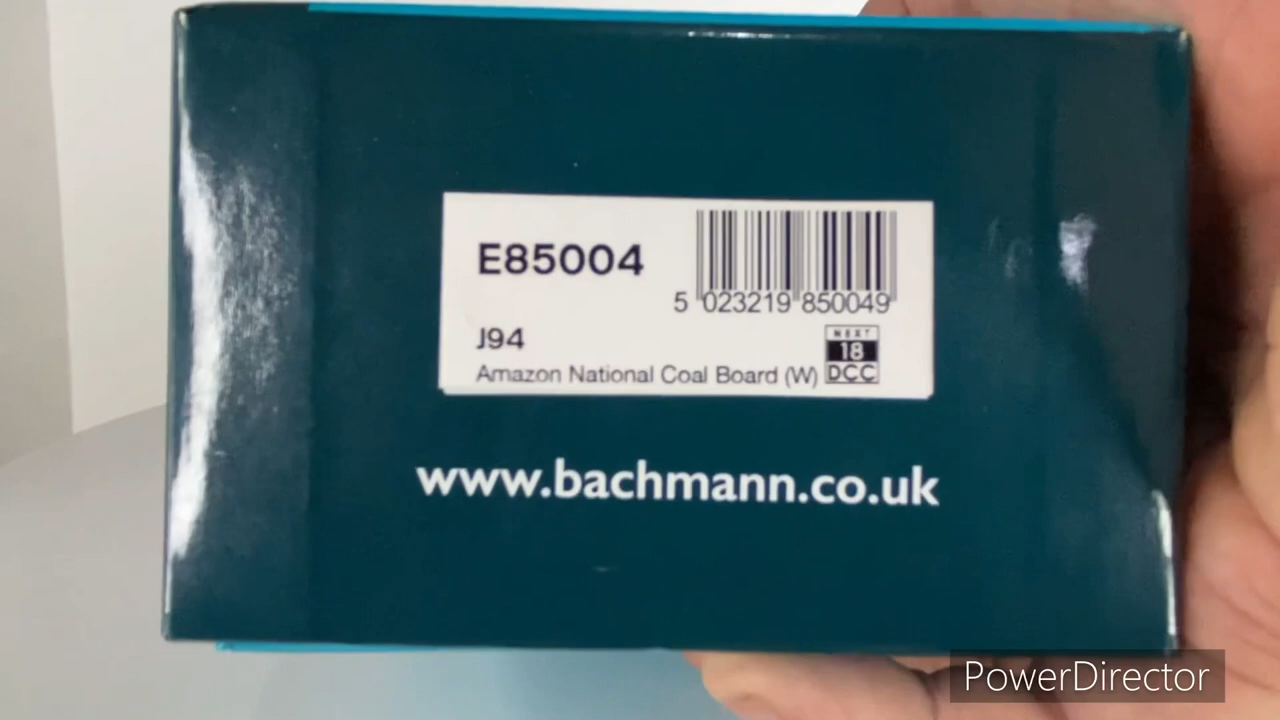 E85004
5 023219 850049
J94
Amazon National Coal Board (W)
NEXT
18
DCC
www.bachmann.co.uk
PowerDirector